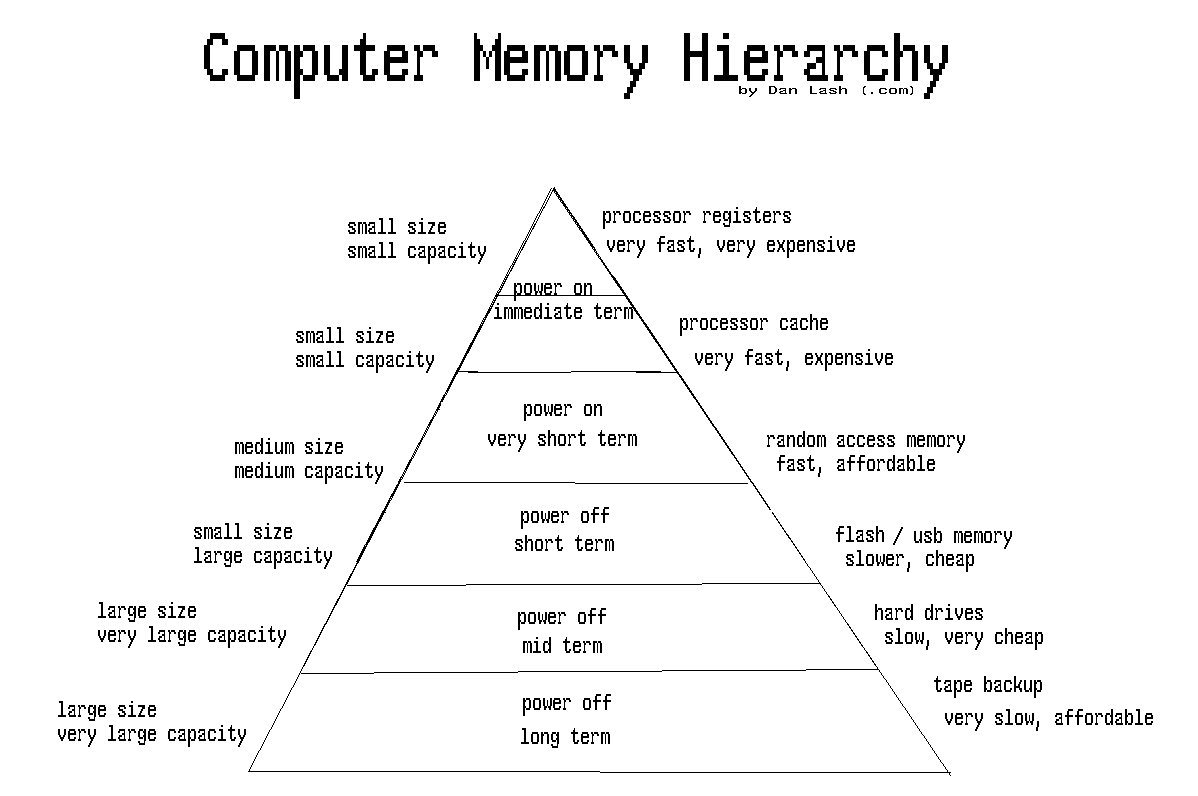 Computer Memory Hierarchy
by Dan Lash (.com)
small size
small capacity
processor registers
very fast, very expensive
power on
immediate term
small size
small capacity
processor cache
very fast, expensive
power on
very short term
medium size
medium capacity
random access memory
fast, affordable
power off
short term
small size
large capacity
flash / usb memory
slower, cheap
large size
very large capacity
power off
mid term
hard drives
slow, very cheap
large size
very large capacity
power off
long term
tape backup
very slow, affordable